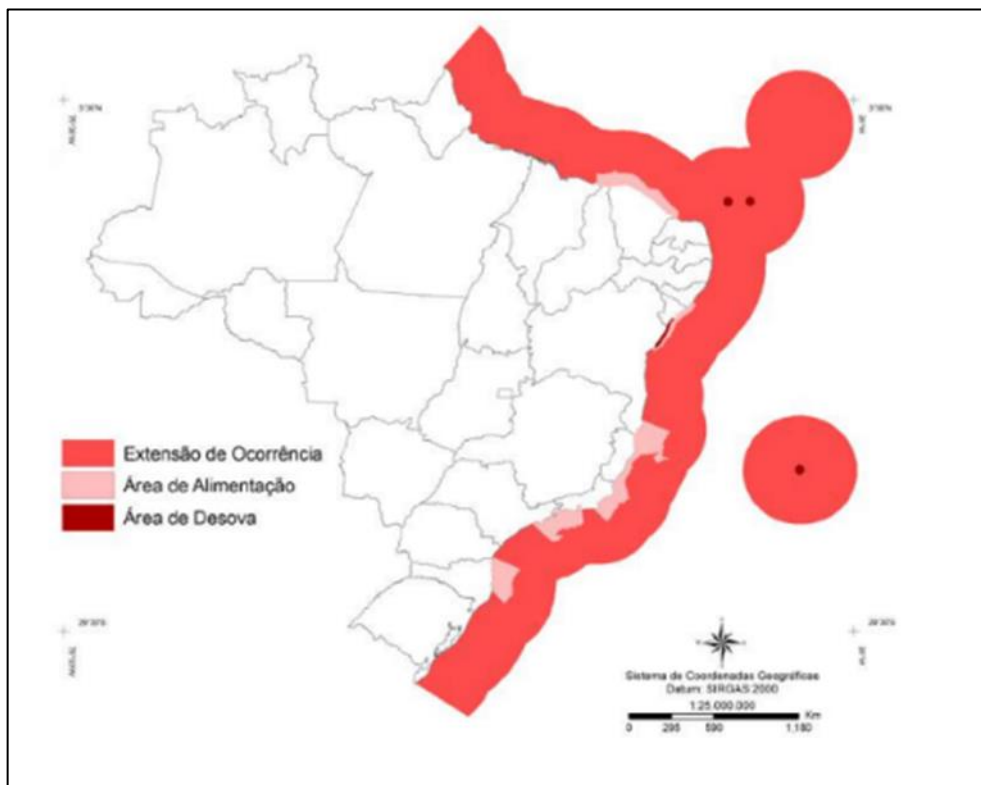 Extensão de Ocorrência
Área de Alimentação
Área de Desova
Sistema de Coordenadas Geográficas
Datum: SIRGAS 2000
1:25.000.000
Km
0 295 590 1,180